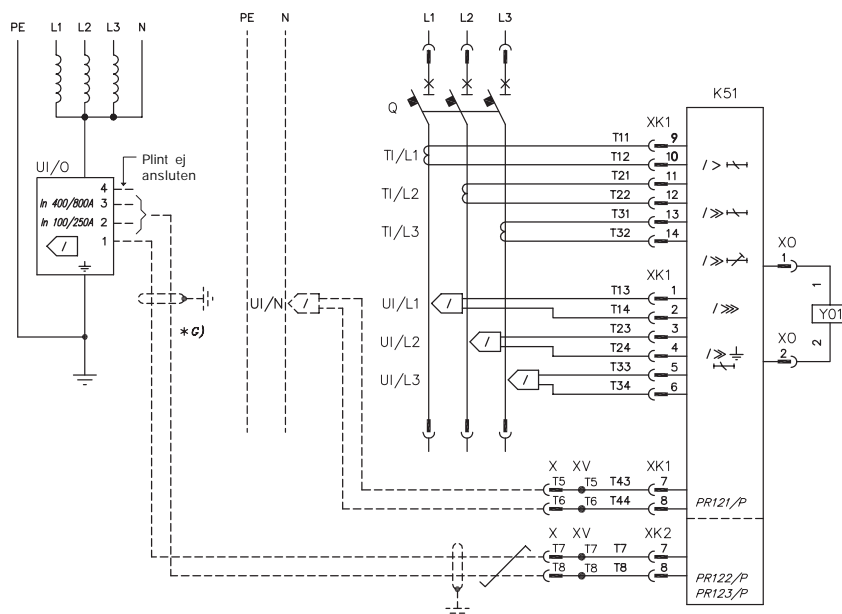 PE L1 L2 L3 N
PE N
L1 L2 L3
K51
Q
UI/O
Plint ej
ansluten
4
In 400/800A 3
In 100/250A 2
1
/
*G)
XK1
TI/L1
T11 9
T12 10
TI/L2
T21 11
T22 12
TI/L3
T31 13
T32 14
XK1
UI/N /
UI/L1 /
T13 1
T14 2
UI/L2 /
T23 3
T24 4
UI/L3 /
T33 5
T34 6
/ >
/ ≫
/ ≫
/ ⋙
/ ≫
XO
1
1
Y01
2
XO
2
X XV XK1
T5 T5 T43 7
T6 T6 T44 8
PR121/P
X XV XK2
T7 T7 T7 7
T8 T8 T8 8
PR122/P
PR123/P